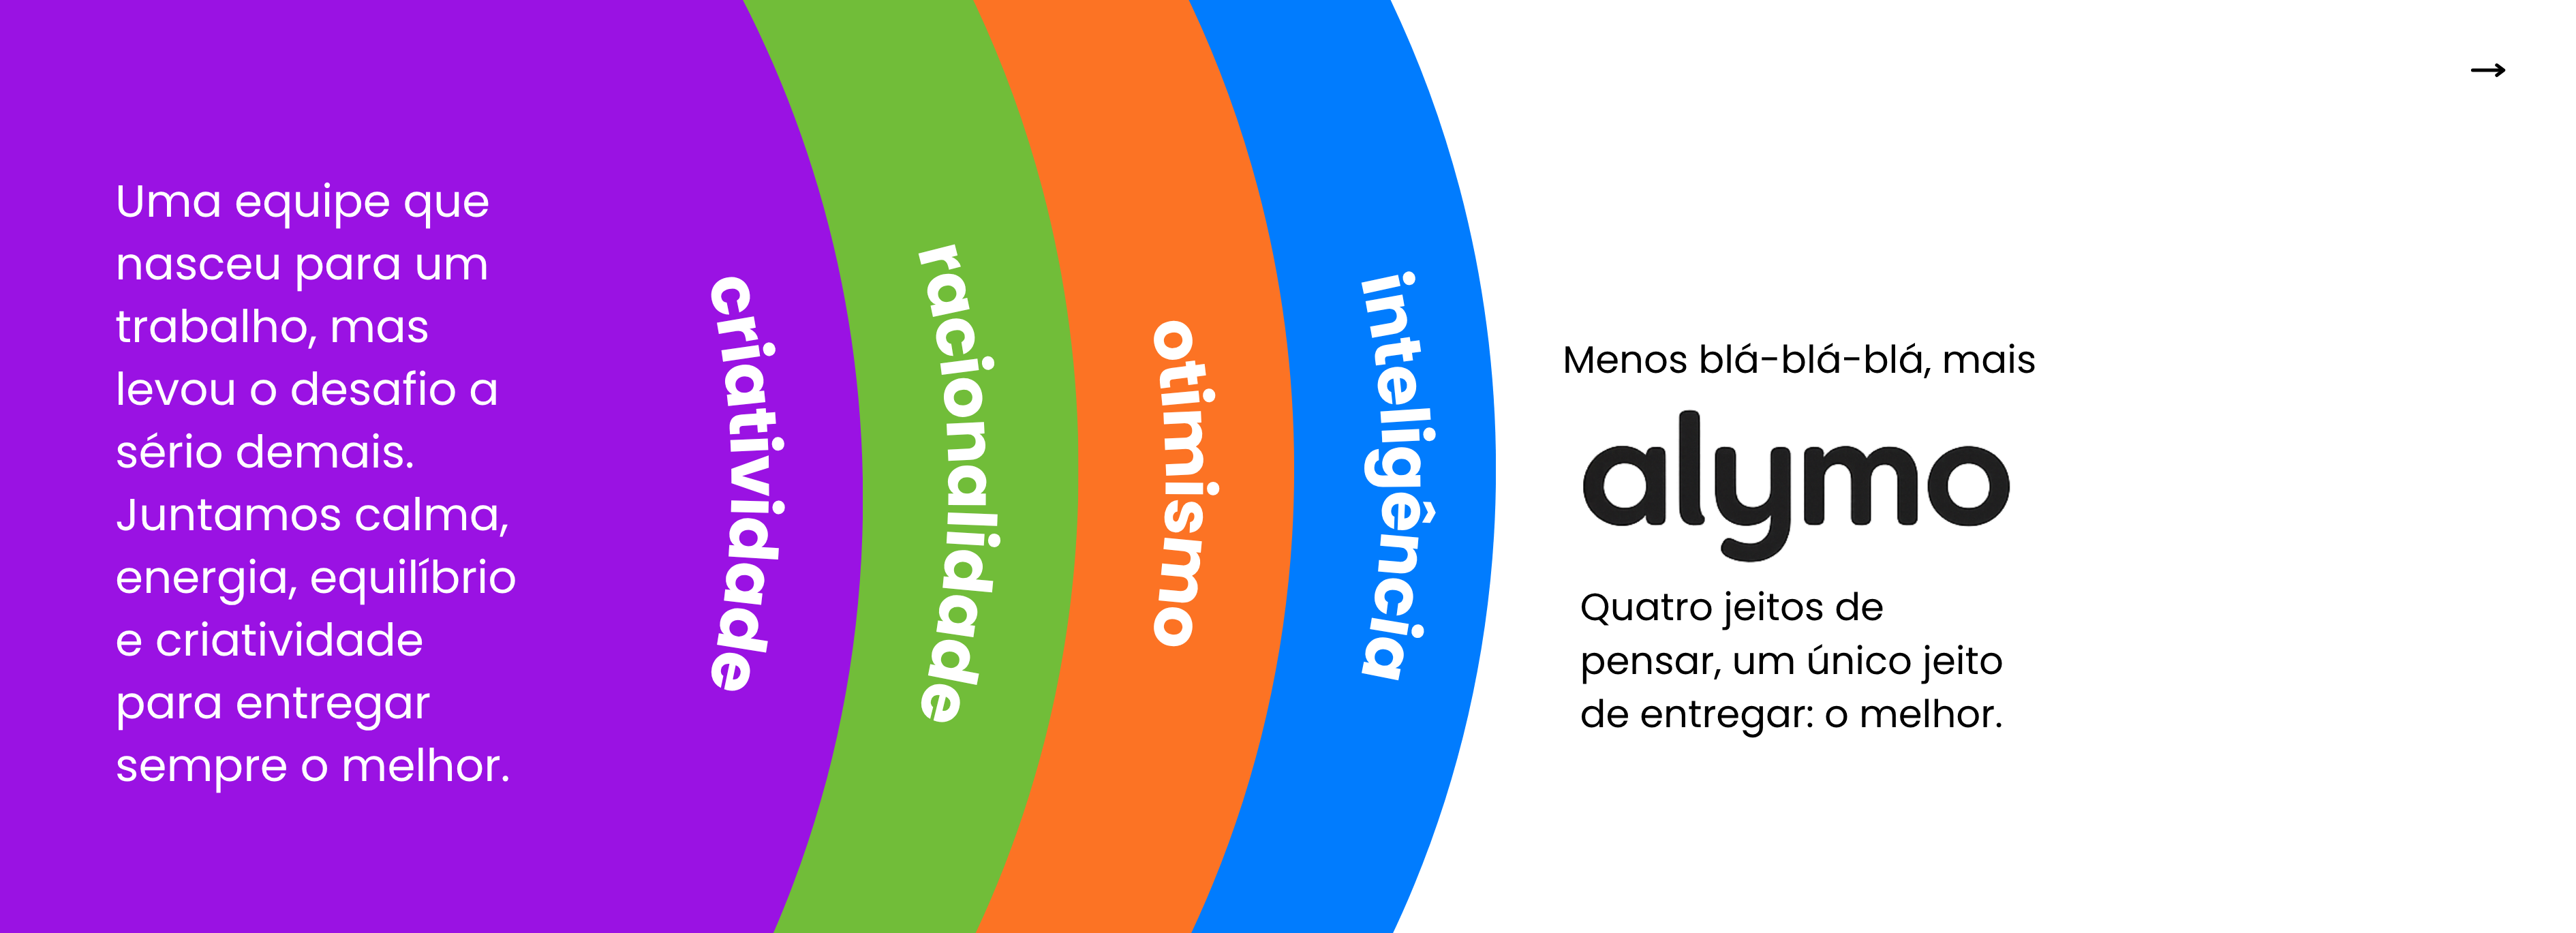 Uma equipe que
nasceu para um
trabalho, mas
levou o desafio a
sério demais.
Juntamos calma,
energia, equilíbrio
e criatividade
para entregar
sempre o melhor.
criatividade
racionalidade
otimismo
inteligência
Menos blá-blá-blá, mais
alymo
Quatro jeitos de
pensar, um único jeito
de entregar: o melhor.